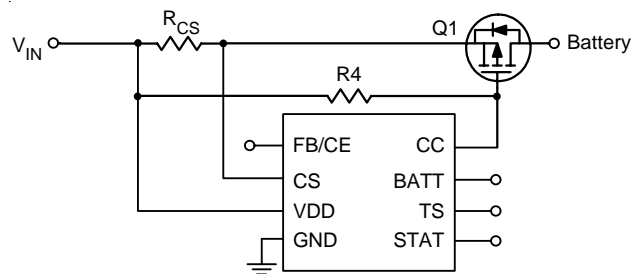 R_CS
Q1
V_IN
Battery
R4
FB/CE
CC
CS
BATT
VDD
TS
GND
STAT